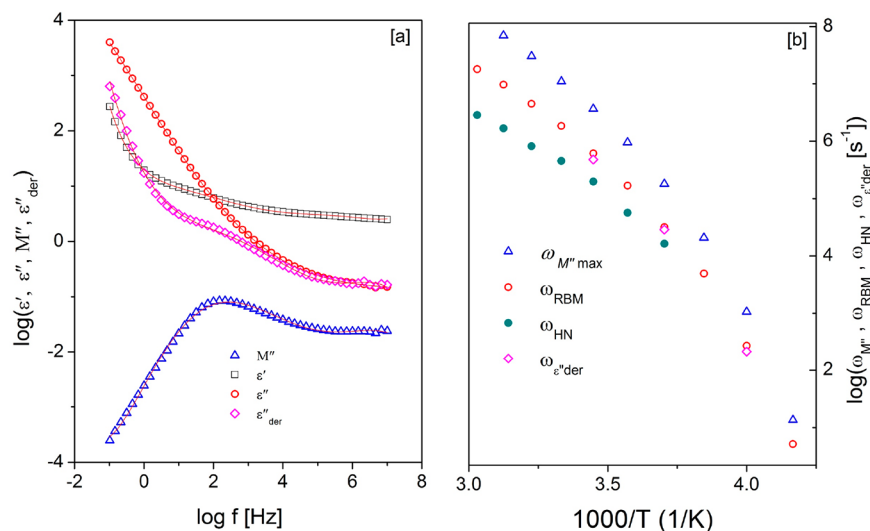 [a]
4
2
0
-2
-4
log(ε′, ε″, M″, ε″der)
M″
ε′
ε″
ε″der
-2
0
2
4
6
8
log f [Hz]
[b]
8
6
4
2
log(ωM″, ωRBM, ωHN, ωε″der [s⁻¹]
ωM″max
ωRBM
ωHN
ωε″der
3.0
3.5
4.0
1000/T (1/K)